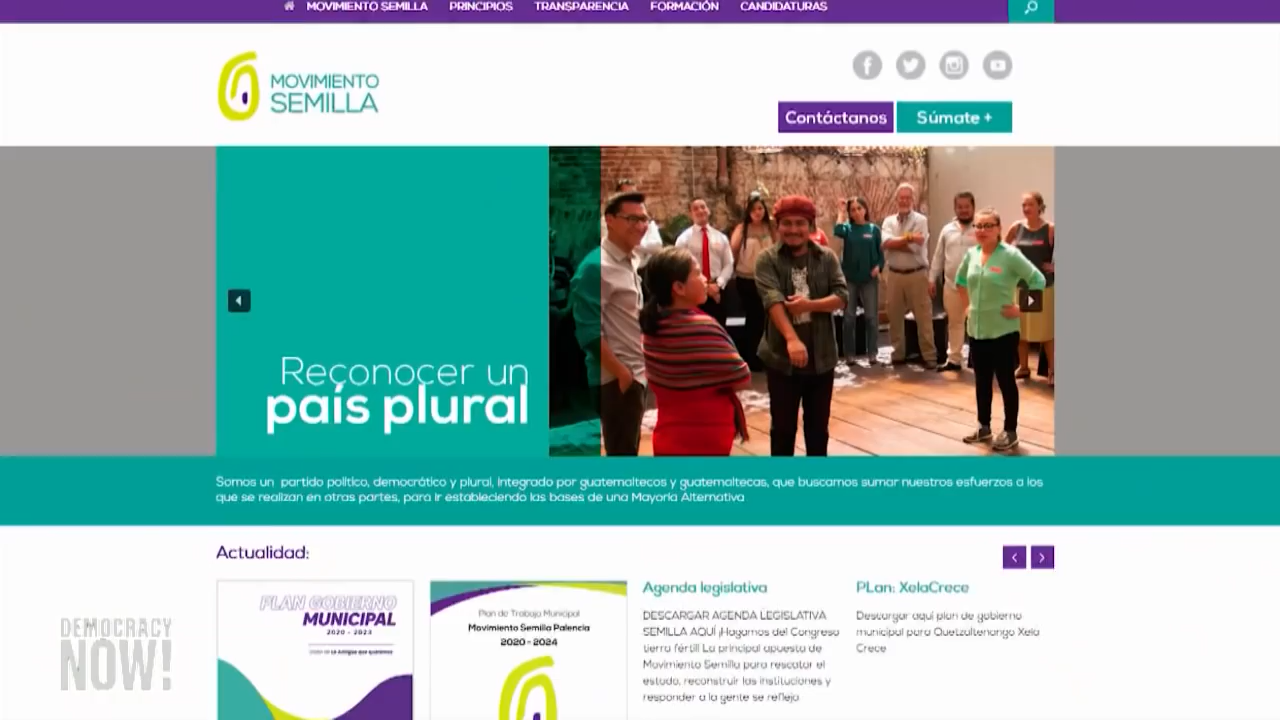 MOVIMIENTO SEMILLA PRINCIPIOS TRANSPARENCIA FORMACIÓN CANDIDATURAS
MOVIMIENTO
SEMILLA
Contáctanos Súmate +
Reconocer un
país plural
Somos un partido político, democrático y plural, integrado por guatemaltecos y guatemaltecas, que buscamos sumar nuestros esfuerzos a los
que se realizan en otras partes, para ir estableciendo las bases de una Mayoría Alternativa
Actualidad:
PLAN GOBIERNO
MUNICIPAL
2020 - 2023
Plan de Trabajo Municipal
Movimiento Semilla Palencia
2020 - 2024
Agenda legislativa
DESCARGAR AGENDA LEGISLATIVA
SEMILLA AQUÍ ¡Hagamos del Congreso
tierra fértil! La principal apuesta de
Movimiento Semilla para rescatar el
estado, reconstruir las instituciones y
responder a la gente se refleja
PLan: XelaCrece
Descargar aquí plan de gobierno
municipal para Quetzaltenango Xela
Crece
DEMOCRACY
NOW!